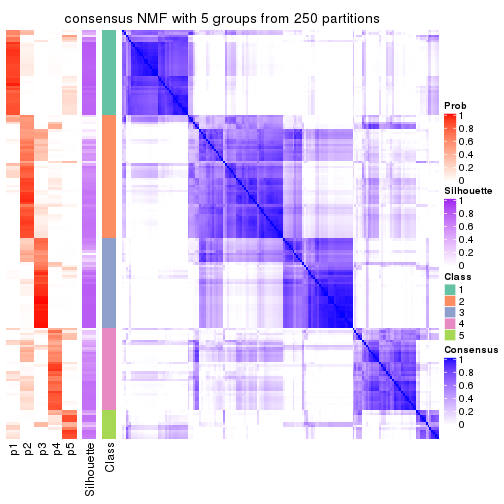 consensus NMF with 5 groups from 250 partitions
Prob
1
0.8
0.6
0.4
0.2
0
Silhouette
1
0.8
0.6
0.4
0.2
0
Class
1
2
3
4
5
Consensus
1
0.8
0.6
0.4
0.2
0
p1
p2
p3
p4
p5
Silhouette
Class